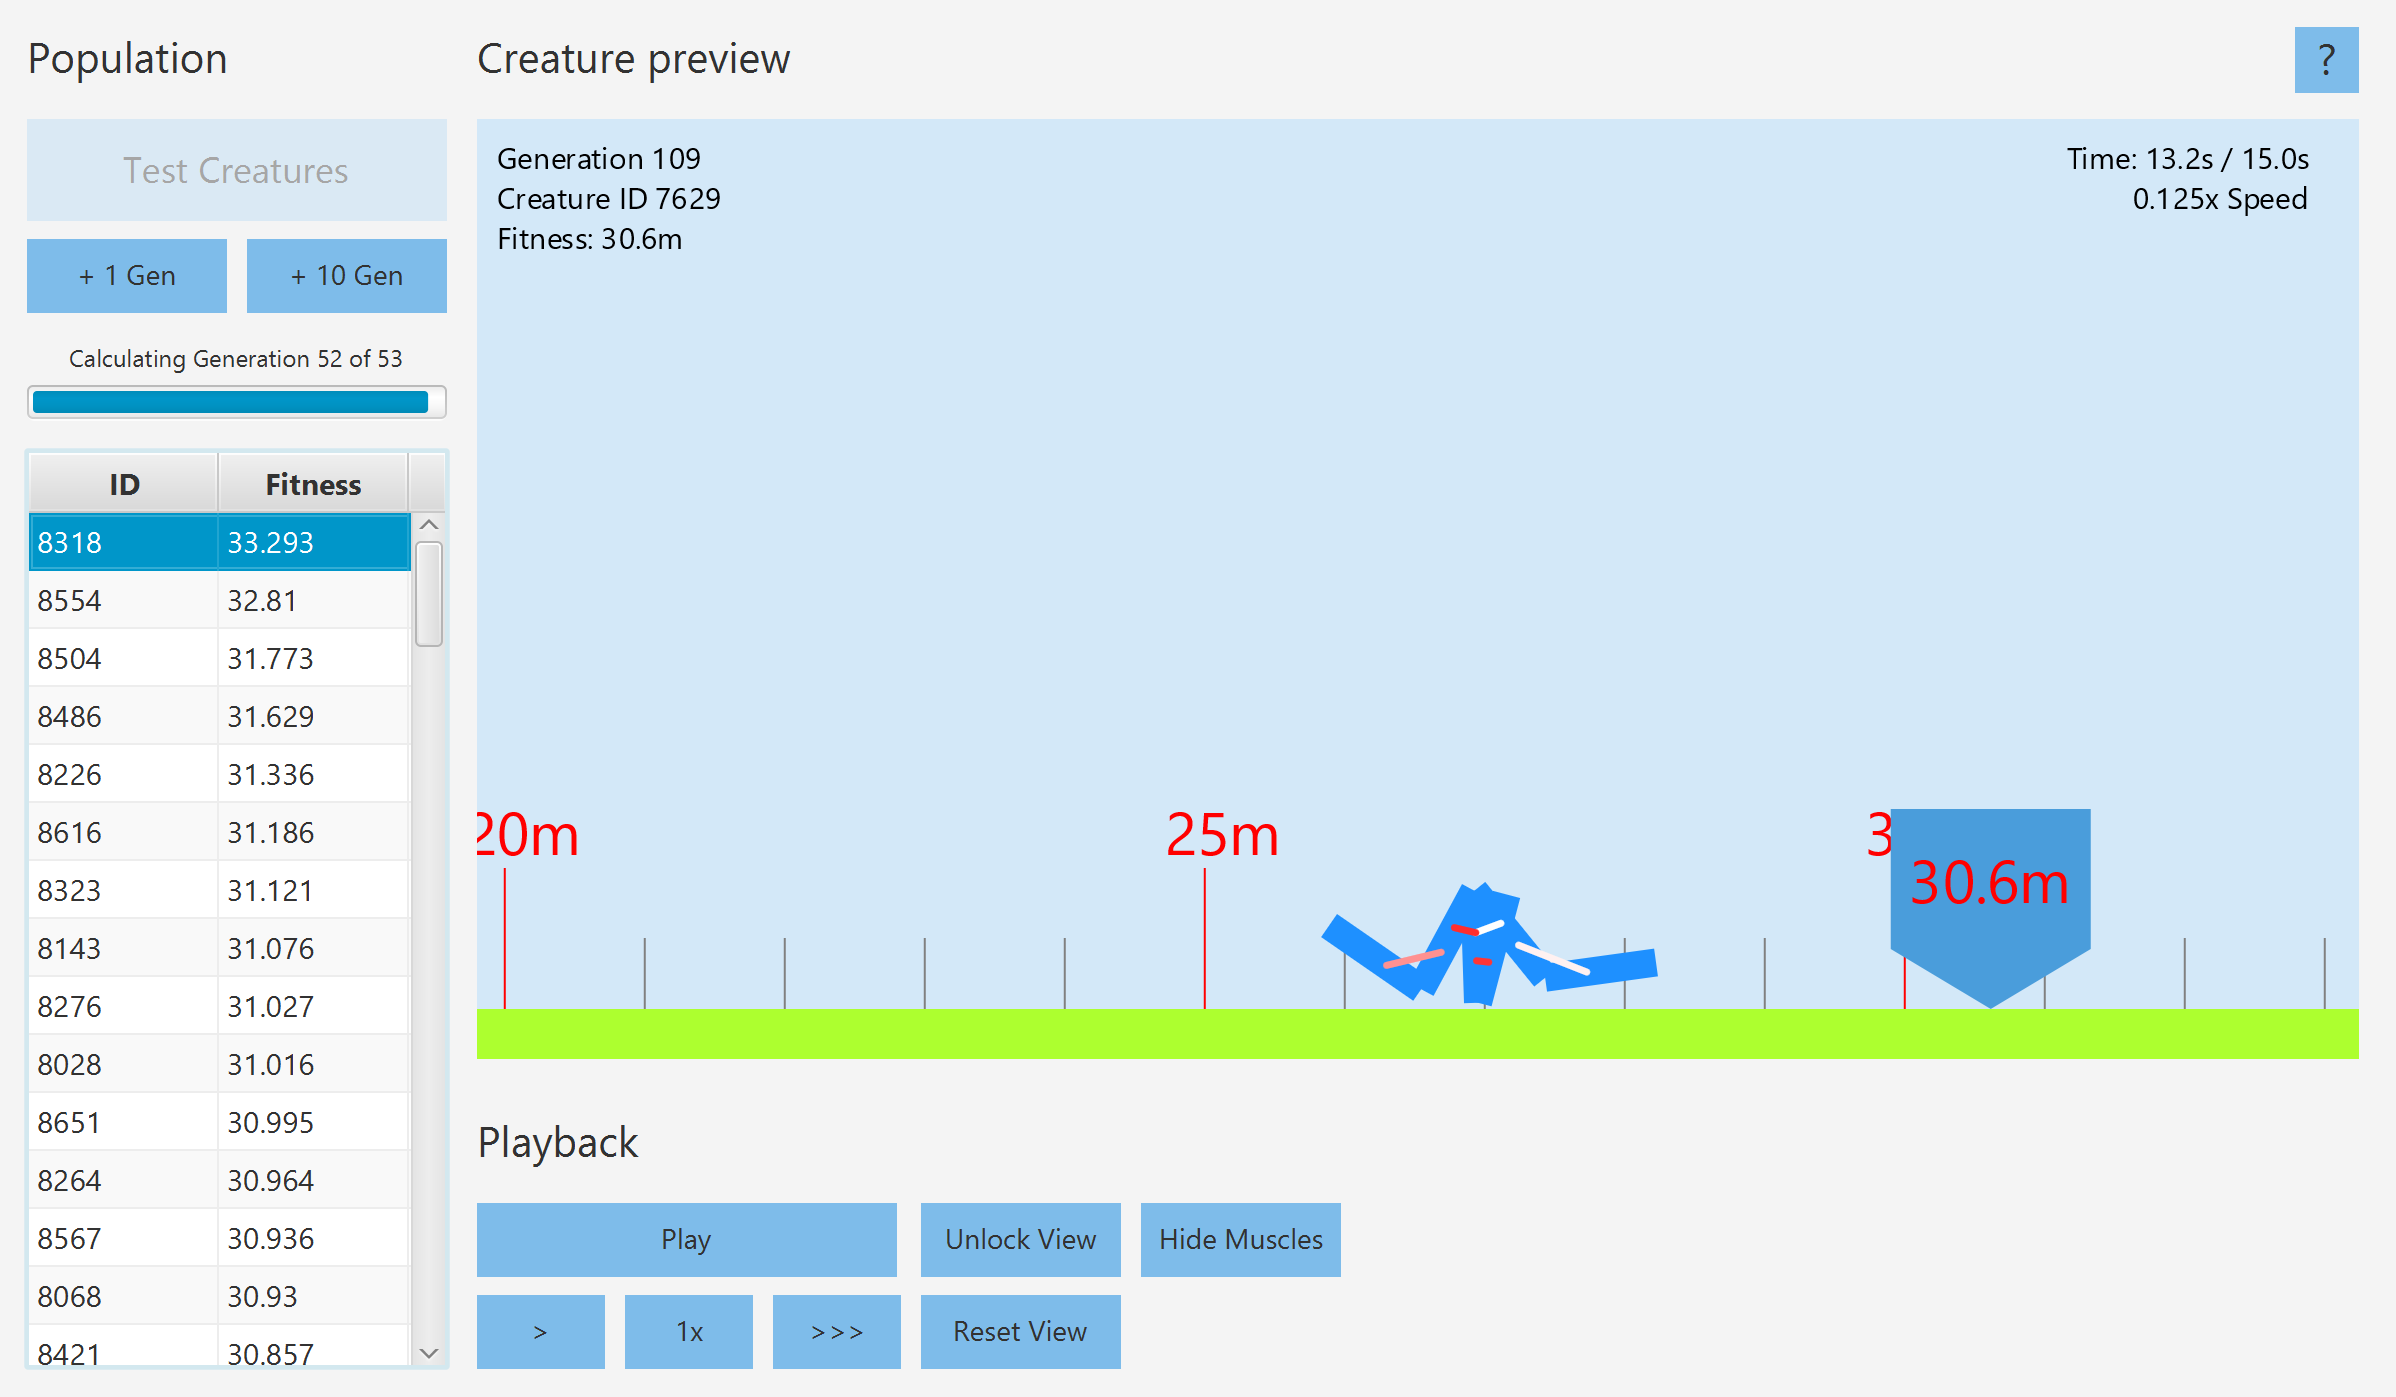 Population
Test Creatures
+ 1 Gen
+ 10 Gen
Calculating Generation 52 of 53
ID Fitness
8318 33.293
8554 32.81
8504 31.773
8486 31.629
8226 31.336
8616 31.186
8323 31.121
8143 31.076
8276 31.027
8028 31.016
8651 30.995
8264 30.964
8567 30.936
8068 30.93
8421 30.857
Creature preview
?
Generation 109
Creature ID 7629
Fitness: 30.6m
Time: 13.2s / 15.0s
0.125x Speed
20m
25m
3
30.6m
Playback
Play
Unlock View
Hide Muscles
>
1x
>>>
Reset View